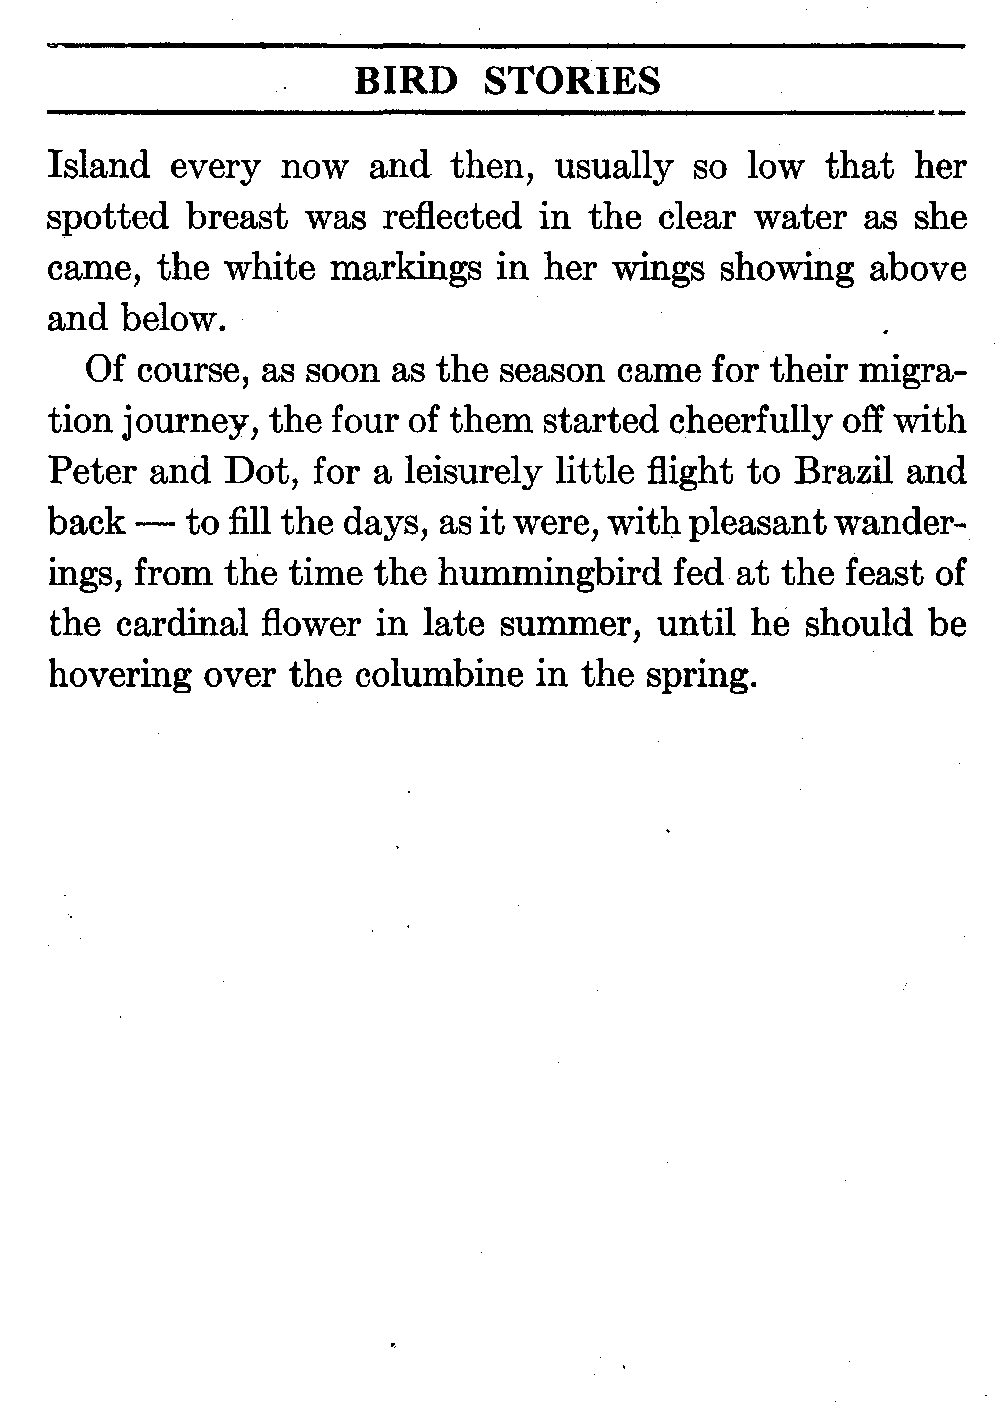 BIRD STORIES
Island every now and then, usually so low that her
spotted breast was reflected in the clear water as she
came, the white markings in her wings showing above
and below.
Of course, as soon as the season came for their migra-
tion journey, the four of them started cheerfully off with
Peter and Dot, for a leisurely little flight to Brazil and
back — to fill the days, as it were, with pleasant wander-
ings, from the time the hummingbird fed at the feast of
the cardinal flower in late summer, until he should be
hovering over the columbine in the spring.